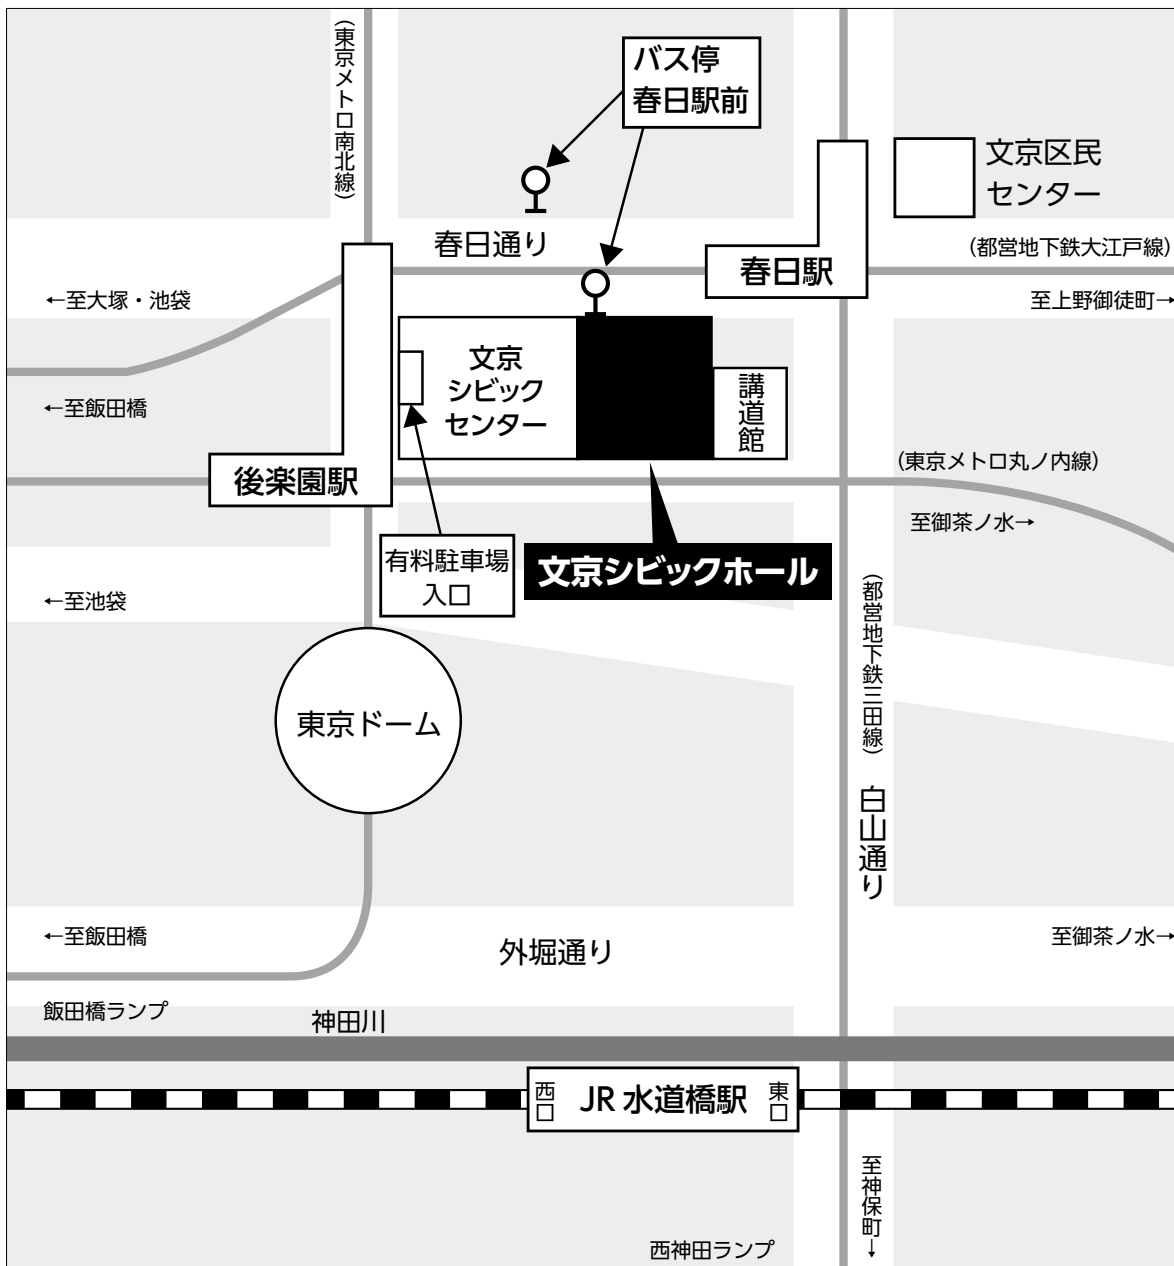 (東京メトロ南北線)
バス停
春日駅前
文京区民
センター
春日通り
(都営地下鉄大江戸線)
春日駅
←至大塚・池袋
至上野御徒町→
文京
シビック
センター
講道館
←至飯田橋
(東京メトロ丸ノ内線)
後楽園駅
至御茶ノ水→
有料駐車場
入口
文京シビックホール
←至池袋
(都営地下鉄三田線)
東京ドーム
白山通り
←至飯田橋
外堀通り
至御茶ノ水→
飯田橋ランプ
神田川
西口
JR 水道橋駅
東口
至神保町→
西神田ランプ